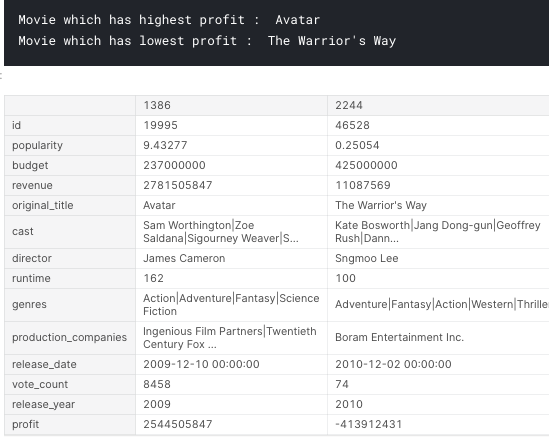 Movie which has highest profit :  Avatar
Movie which has lowest profit :  The Warrior's Way
:
1386 2244
id 19995 46528
popularity 9.43277 0.25054
budget 237000000 425000000
revenue 2781505847 11087569
original_title Avatar The Warrior's Way
cast Sam Worthington|Zoe Saldana|Sigourney Weaver|S... Kate Bosworth|Jang Dong-gun|Geoffrey Rush|Dann...
director James Cameron Sngmoo Lee
runtime 162 100
genres Action|Adventure|Fantasy|Science Fiction Adventure|Fantasy|Action|Western|Thrille
production_companies Ingenious Film Partners|Twentieth Century Fox ... Boram Entertainment Inc.
release_date 2009-12-10 00:00:00 2010-12-02 00:00:00
vote_count 8458 74
release_year 2009 2010
profit 2544505847 -413912431